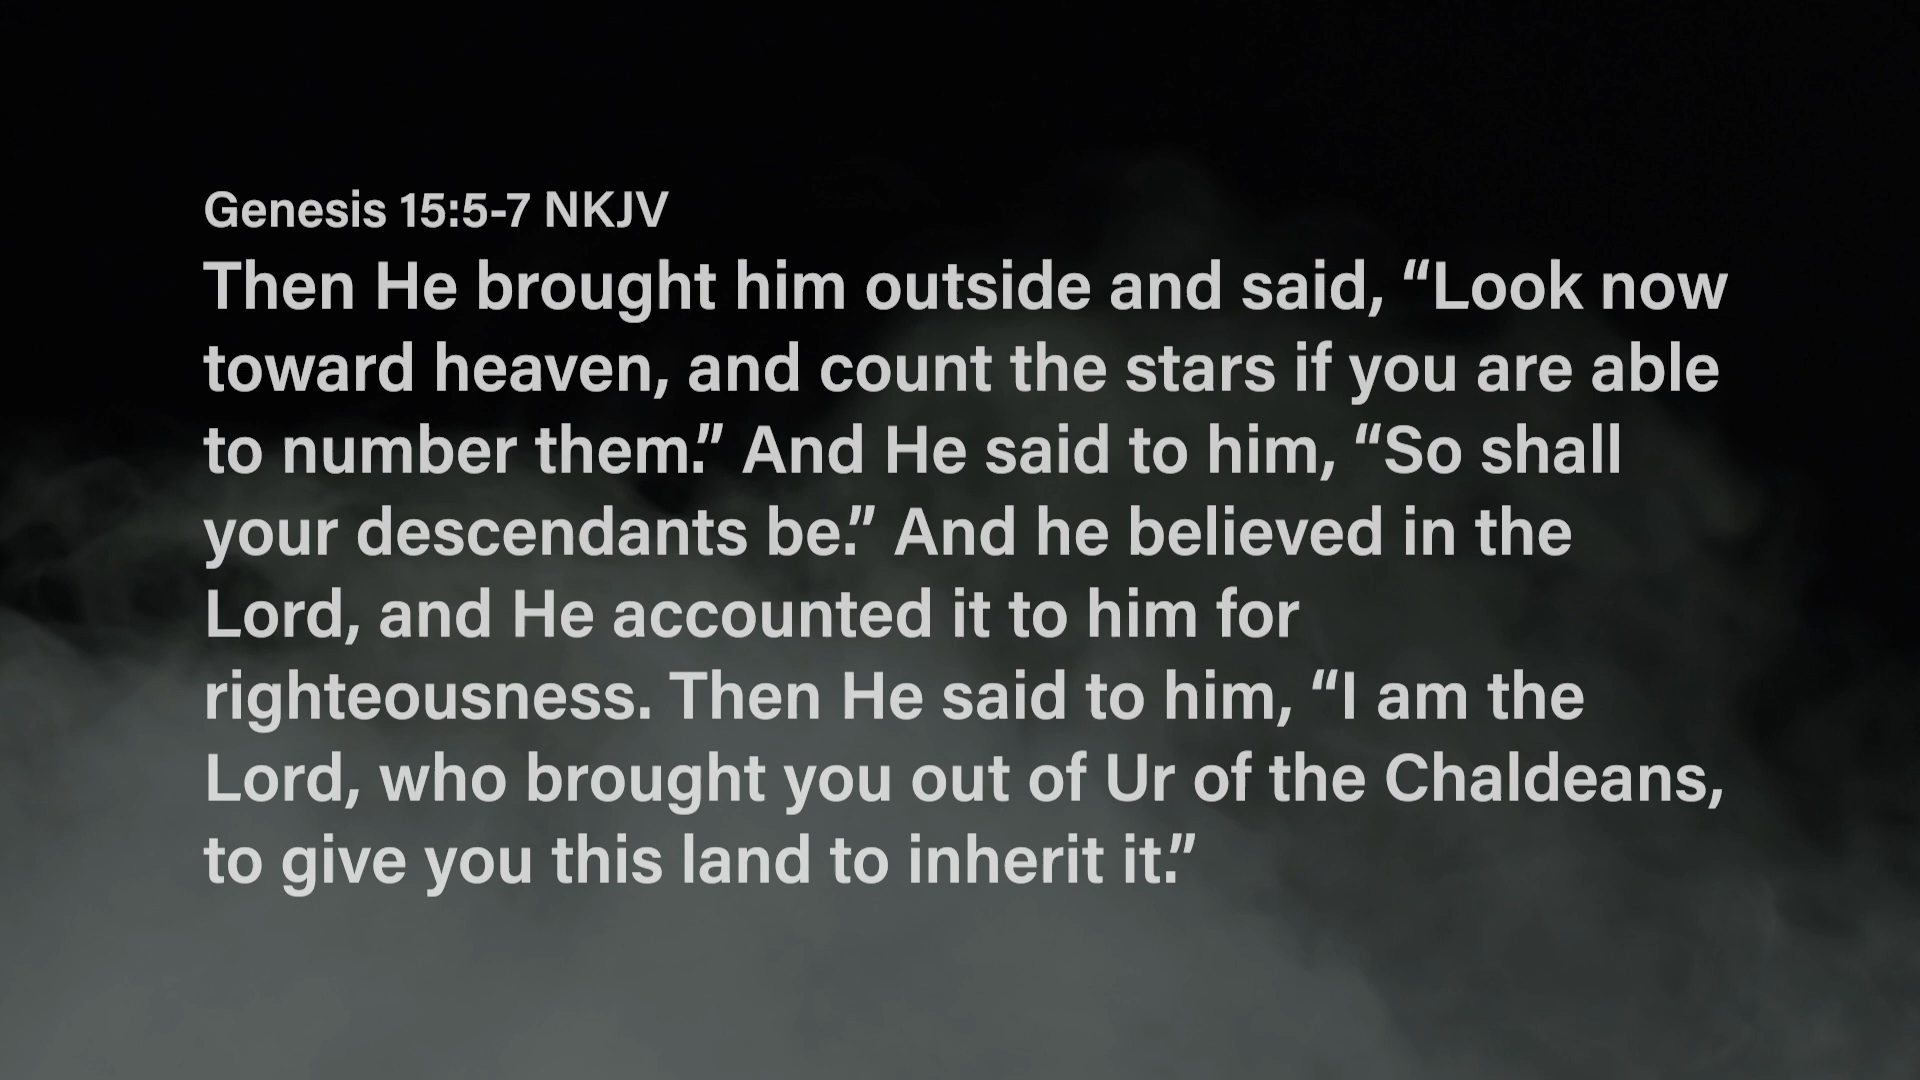 Genesis 15:5-7 NKJV
Then He brought him outside and said, “Look now
toward heaven, and count the stars if you are able
to number them.” And He said to him, “So shall
your descendants be.” And he believed in the
Lord, and He accounted it to him for
righteousness. Then He said to him, “I am the
Lord, who brought you out of Ur of the Chaldeans,
to give you this land to inherit it.”